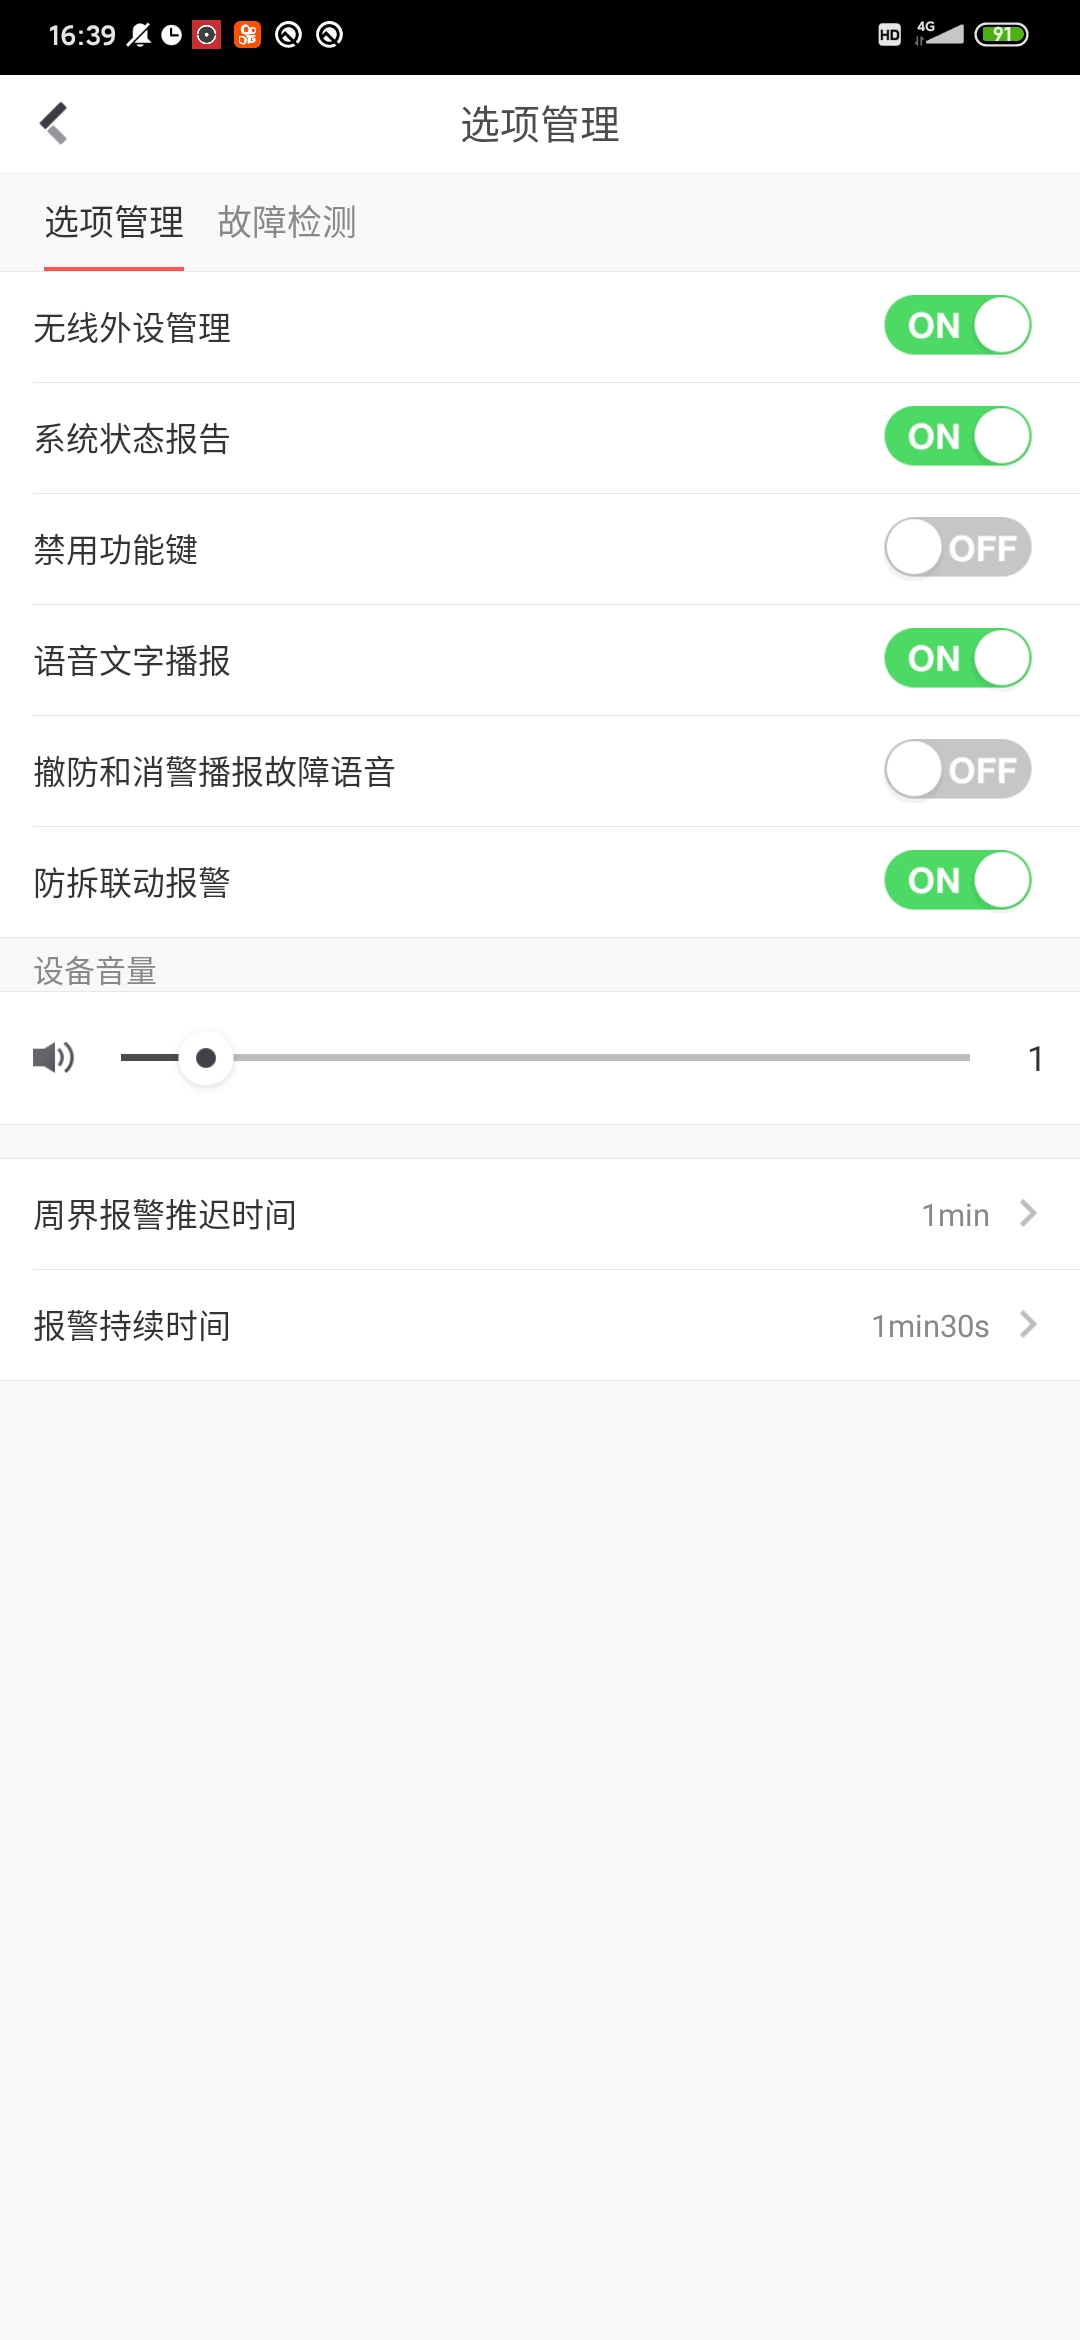 16:39 HD 4G 91
选项管理
选项管理 故障检测
无线外设管理 ON
系统状态报告 ON
禁用功能键 OFF
语音文字播报 ON
撤防和消警播报故障语音 OFF
防拆联动报警 ON
设备音量
1
周界报警推迟时间 1min
报警持续时间 1min30s